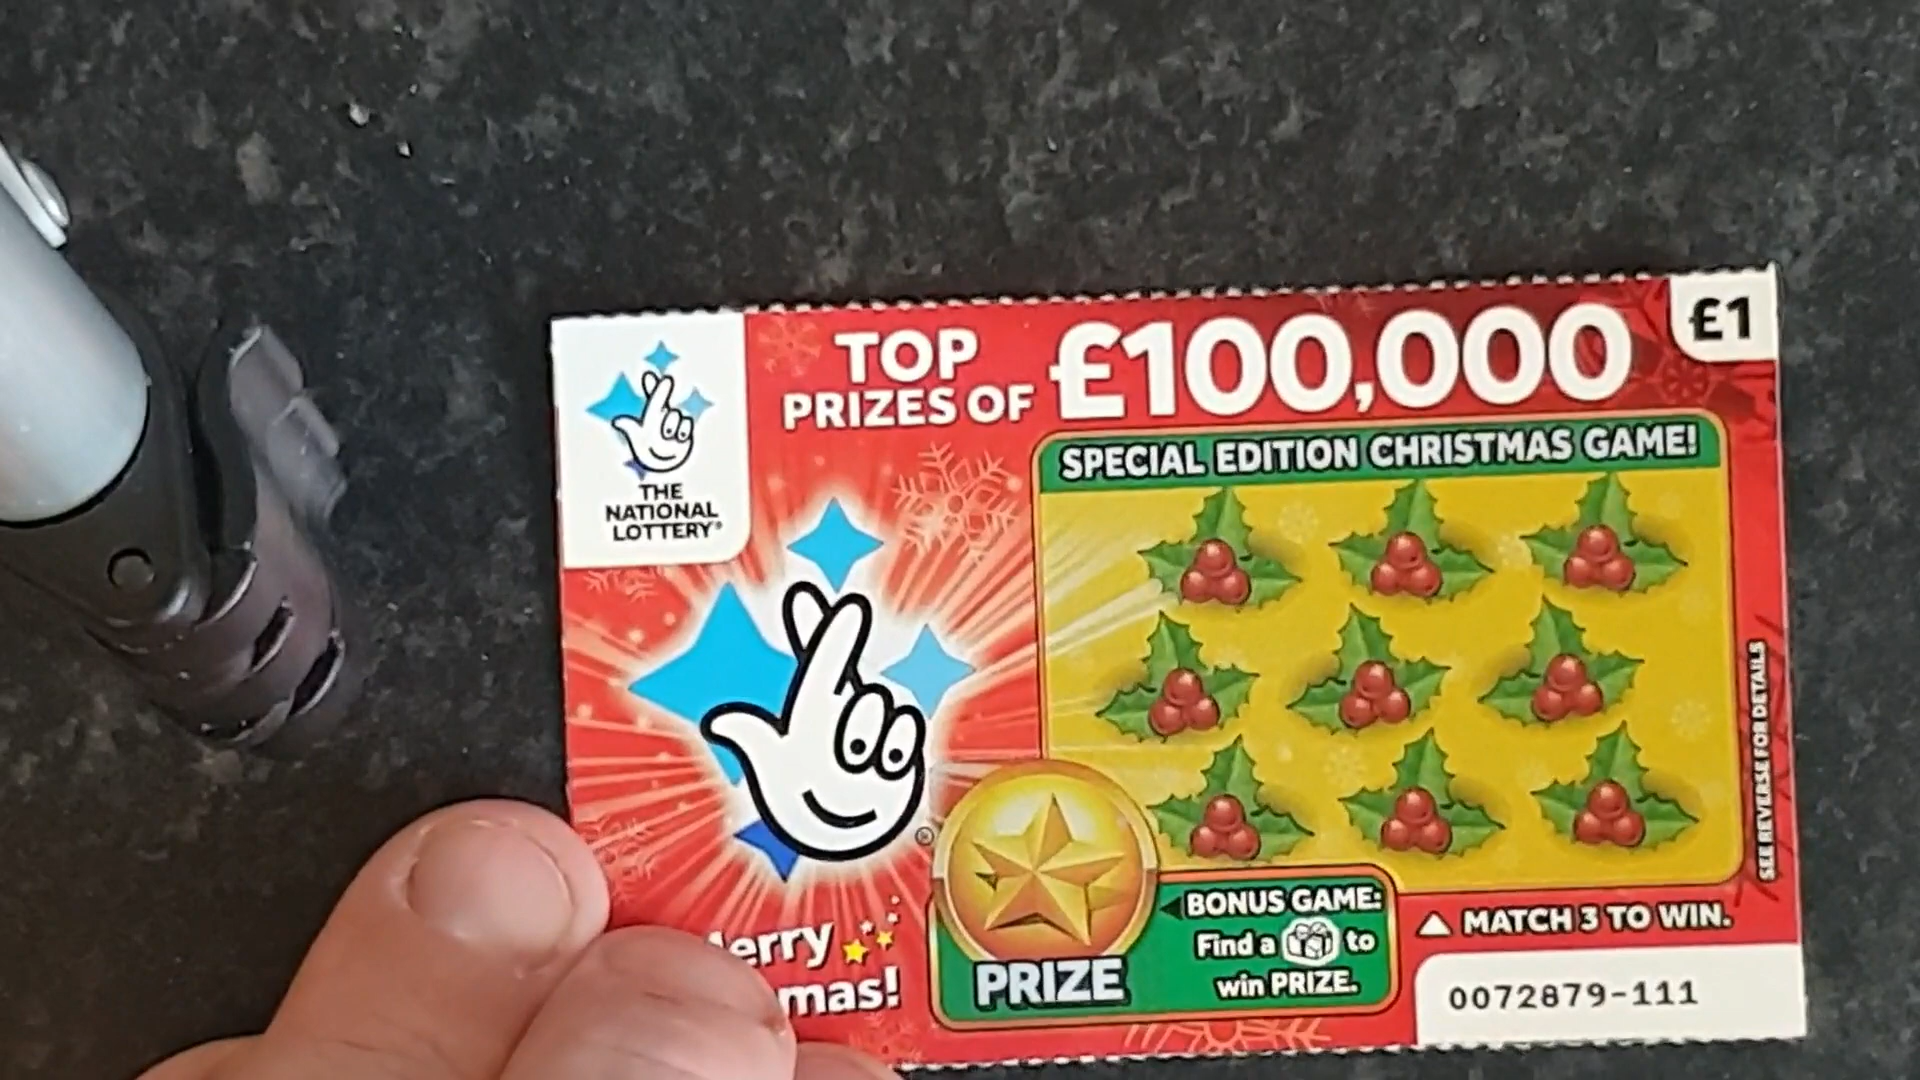 THE
NATIONAL
LOTTERY®
TOP
PRIZES OF
£100,000
£1
SPECIAL EDITION CHRISTMAS GAME!
SEE REVERSE FOR DETAILS
®
mas!
PRIZE
BONUS GAME:
Find a to
win PRIZE.
MATCH 3 TO WIN.
0072879-111